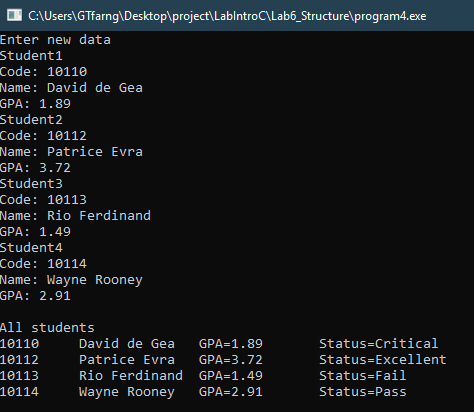 C:\Users\GTfarng\Desktop\project\LabIntroC\Lab6_Structure\program4.exe
Enter new data
Student1
Code: 10110
Name: David de Gea
GPA: 1.89
Student2
Code: 10112
Name: Patrice Evra
GPA: 3.72
Student3
Code: 10113
Name: Rio Ferdinand
GPA: 1.49
Student4
Code: 10114
Name: Wayne Rooney
GPA: 2.91

All students
10110     David de Gea   GPA=1.89       Status=Critical
10112     Patrice Evra   GPA=3.72       Status=Excellent
10113     Rio Ferdinand  GPA=1.49       Status=Fail
10114     Wayne Rooney   GPA=2.91       Status=Pass